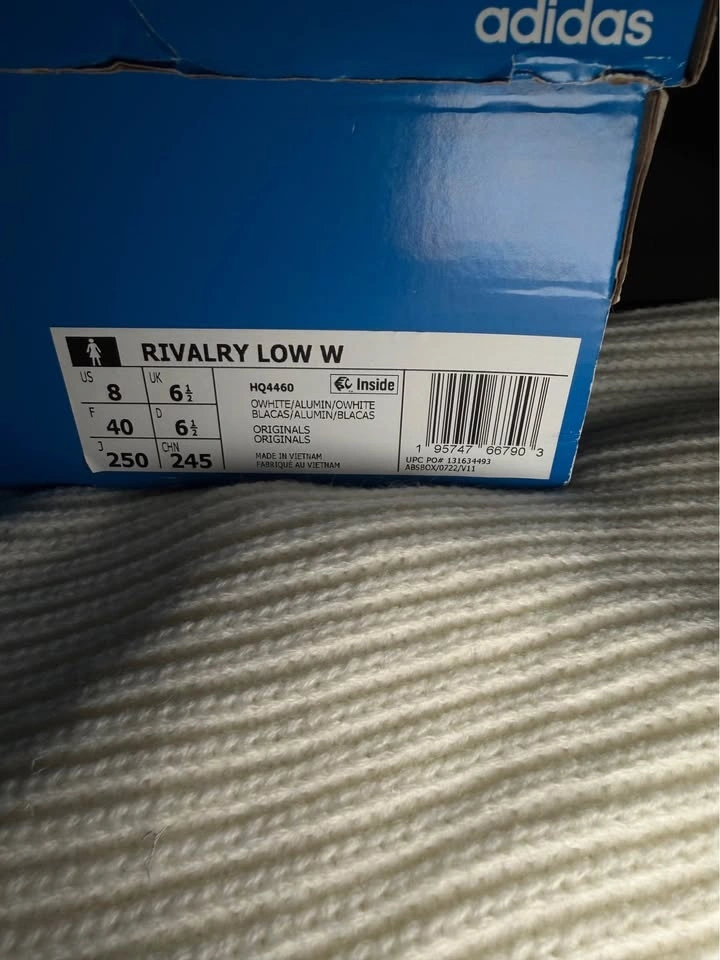 adidas
RIVALRY LOW W
US 8 UK 6½
F 40 D 6½
J 250 CHN 245
HQ4460 Inside
OWHITE/ALUMIN/OWHITE
BLACAS/ALUMIN/BLACAS
ORIGINALS
ORIGINALS
MADE IN VIETNAM
FABRIQUÉ AU VIETNAM
1 95747 66790 3
UPC PO# 131634493
ABSBOX/0722/V11